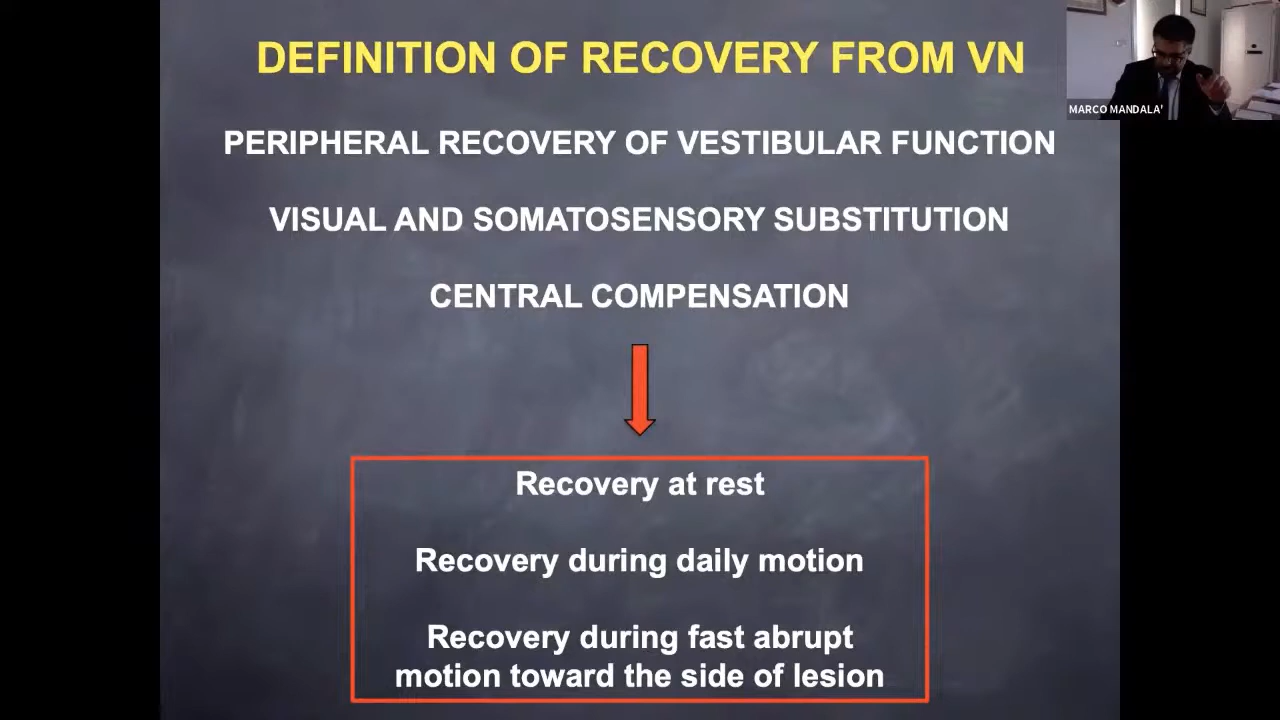 DEFINITION OF RECOVERY FROM VN
MARCO MANDALA'
PERIPHERAL RECOVERY OF VESTIBULAR FUNCTION
VISUAL AND SOMATOSENSORY SUBSTITUTION
CENTRAL COMPENSATION
Recovery at rest
Recovery during daily motion
Recovery during fast abrupt
motion toward the side of lesion